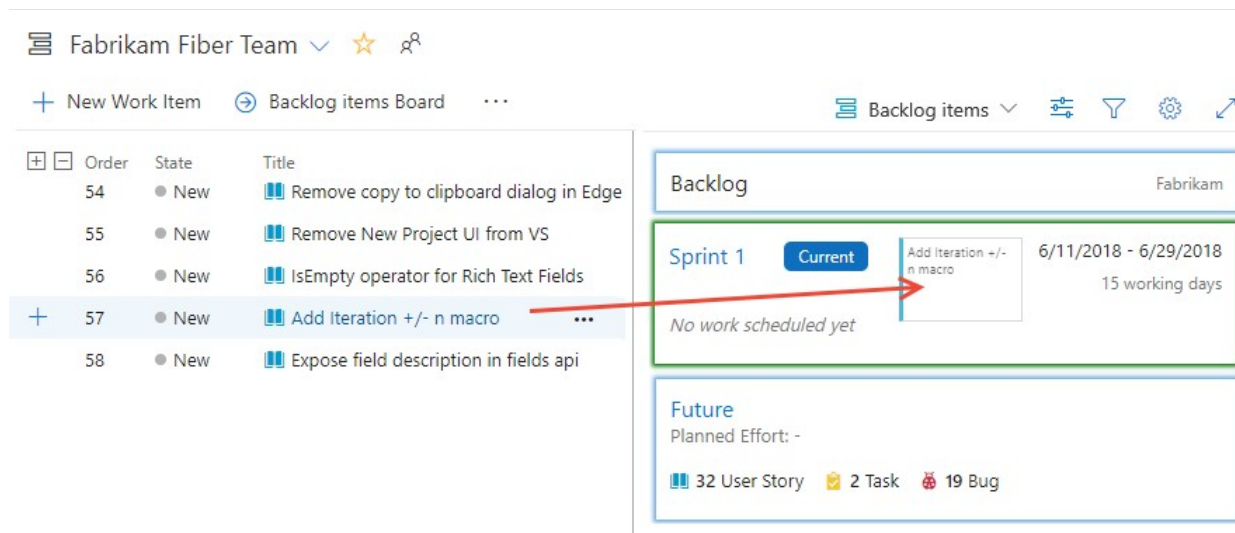 Fabrikam Fiber Team
New Work Item Backlog items Board ...
Backlog items
Order State Title
54 New Remove copy to clipboard dialog in Edge
55 New Remove New Project UI from VS
56 New IsEmpty operator for Rich Text Fields
57 New Add Iteration +/- n macro ...
58 New Expose field description in fields api
Backlog Fabrikam
Sprint 1 Current
Add Iteration +/-
n macro
6/11/2018 - 6/29/2018
15 working days
No work scheduled yet
Future
Planned Effort: -
32 User Story 2 Task 19 Bug